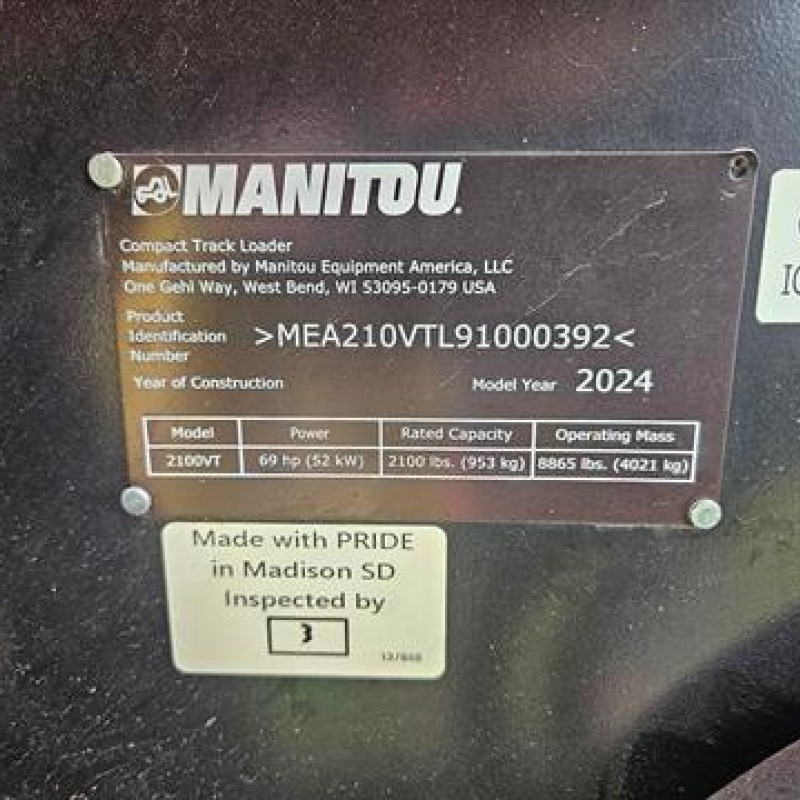 MANITOU.
Compact Track Loader
Manufactured by Manitou Equipment America, LLC
One Gehl Way, West Bend, WI 53095-0179 USA
Product
Identification
Number
>MEA210VTL91000392<
Year of Construction
Model Year 2024
Model Power Rated Capacity Operating Mass
2100VT 69 hp (52 kW) 2100 lbs. (953 kg) 8865 lbs. (4021 kg)
Made with PRIDE
in Madison SD
Inspected by
3